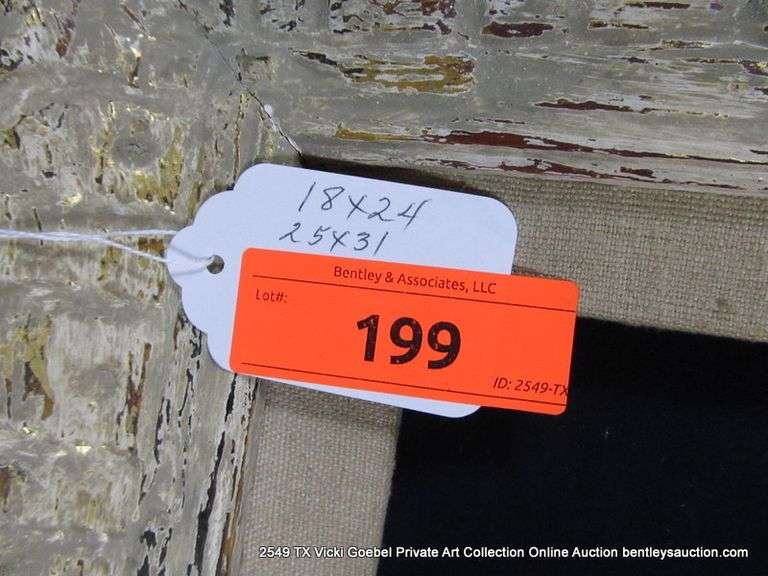 18x24
25x31
Bentley & Associates, LLC
Lot#:
199
ID: 2549-TX
2549 TX Vicki Goebel Private Art Collection Online Auction bentleysauction.com